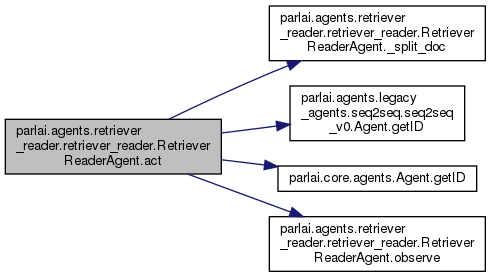 parlai.agents.retriever
_reader.retriever_reader.Retriever
ReaderAgent.act
parlai.agents.retriever
_reader.retriever_reader.Retriever
ReaderAgent._split_doc
parlai.agents.legacy
_agents.seq2seq.seq2seq
_v0.Agent.getID
parlai.core.agents.Agent.getID
parlai.agents.retriever
_reader.retriever_reader.Retriever
ReaderAgent.observe